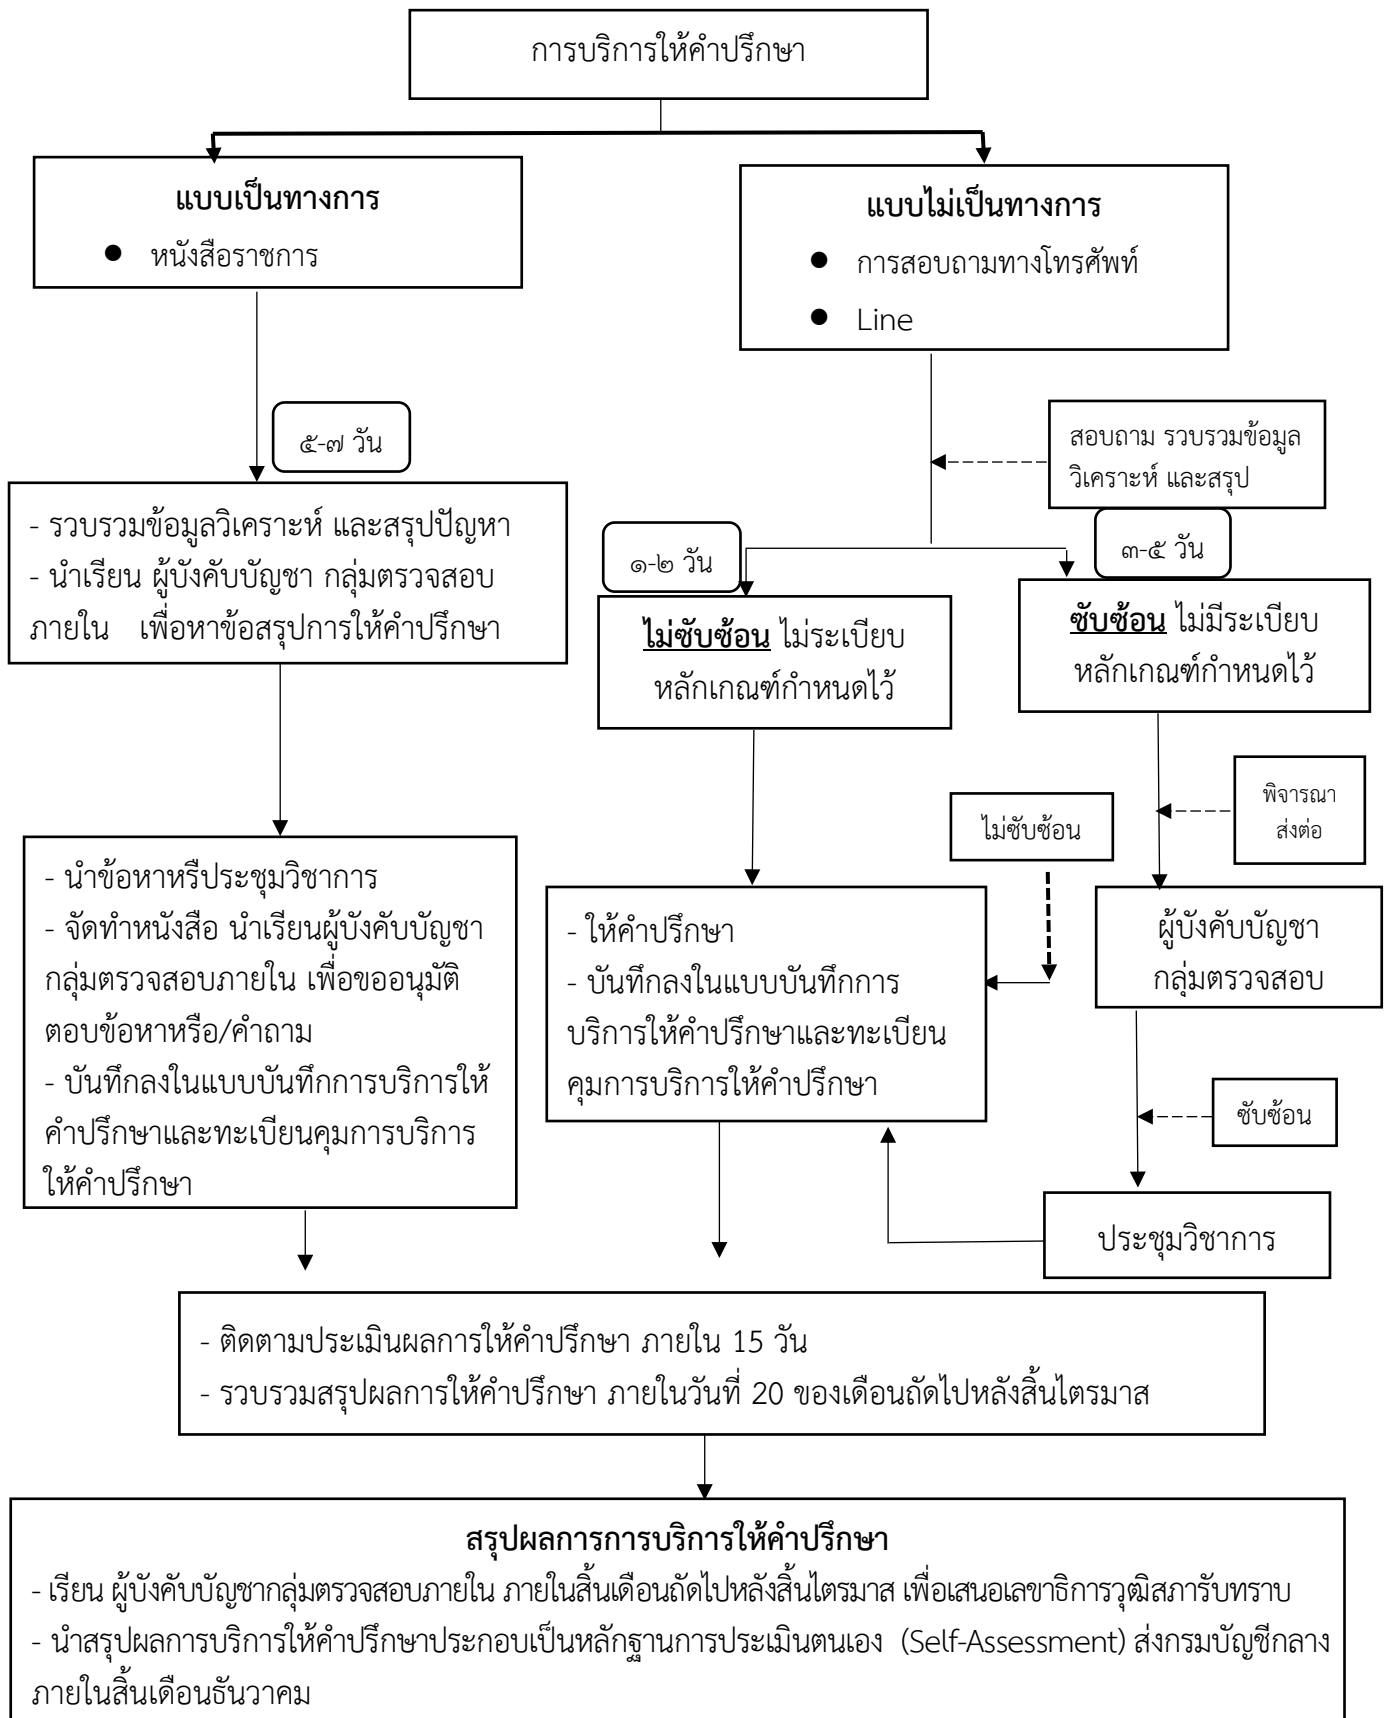 การบริการให้คำปรึกษา
แบบเป็นทางการ
● หนังสือราชการ
แบบไม่เป็นทางการ
● การสอบถามทางโทรศัพท์
● Line
๕-๗ วัน
สอบถาม รวบรวมข้อมูล
วิเคราะห์ และสรุป
- รวบรวมข้อมูลวิเคราะห์ และสรุปปัญหา
- นำเรียน ผู้บังคับบัญชา กลุ่มตรวจสอบ
ภายใน เพื่อหาข้อสรุปการให้คำปรึกษา
๑-๒ วัน
๓-๕ วัน
ไม่ซับซ้อน ไม่ระเบียบ
หลักเกณฑ์กำหนดไว้
ซับซ้อน ไม่มีระเบียบ
หลักเกณฑ์กำหนดไว้
พิจารณา
ส่งต่อ
ไม่ซับซ้อน
- นำข้อหาหรีประชุมวิชาการ
- จัดทำหนังสือ นำเรียนผู้บังคับบัญชา
กลุ่มตรวจสอบภายใน เพื่อขออนุมัติ
ตอบข้อหาหรือ/คำถาม
- บันทึกลงในแบบบันทึกการบริการให้
คำปรึกษาและทะเบียนคุมการบริการ
ให้คำปรึกษา
- ให้คำปรึกษา
- บันทึกลงในแบบบันทึกการ
บริการให้คำปรึกษาและทะเบียน
คุมการบริการให้คำปรึกษา
ผู้บังคับบัญชา
กลุ่มตรวจสอบ
ซับซ้อน
ประชุมวิชาการ
- ติดตามประเมินผลการให้คำปรึกษา ภายใน 15 วัน
- รวบรวมสรุปผลการให้คำปรึกษา ภายในวันที่ 20 ของเดือนถัดไปหลังสิ้นไตรมาส
สรุปผลการการบริการให้คำปรึกษา
- เรียน ผู้บังคับบัญชากลุ่มตรวจสอบภายใน ภายในสิ้นเดือนถัดไปหลังสิ้นไตรมาส เพื่อเสนอเลขาธิการวุฒิสภารับทราบ
- นำสรุปผลการบริการให้คำปรึกษาประกอบเป็นหลักฐานการประเมินตนเอง (Self-Assessment) ส่งกรมบัญชีกลาง
ภายในสิ้นเดือนธันวาคม